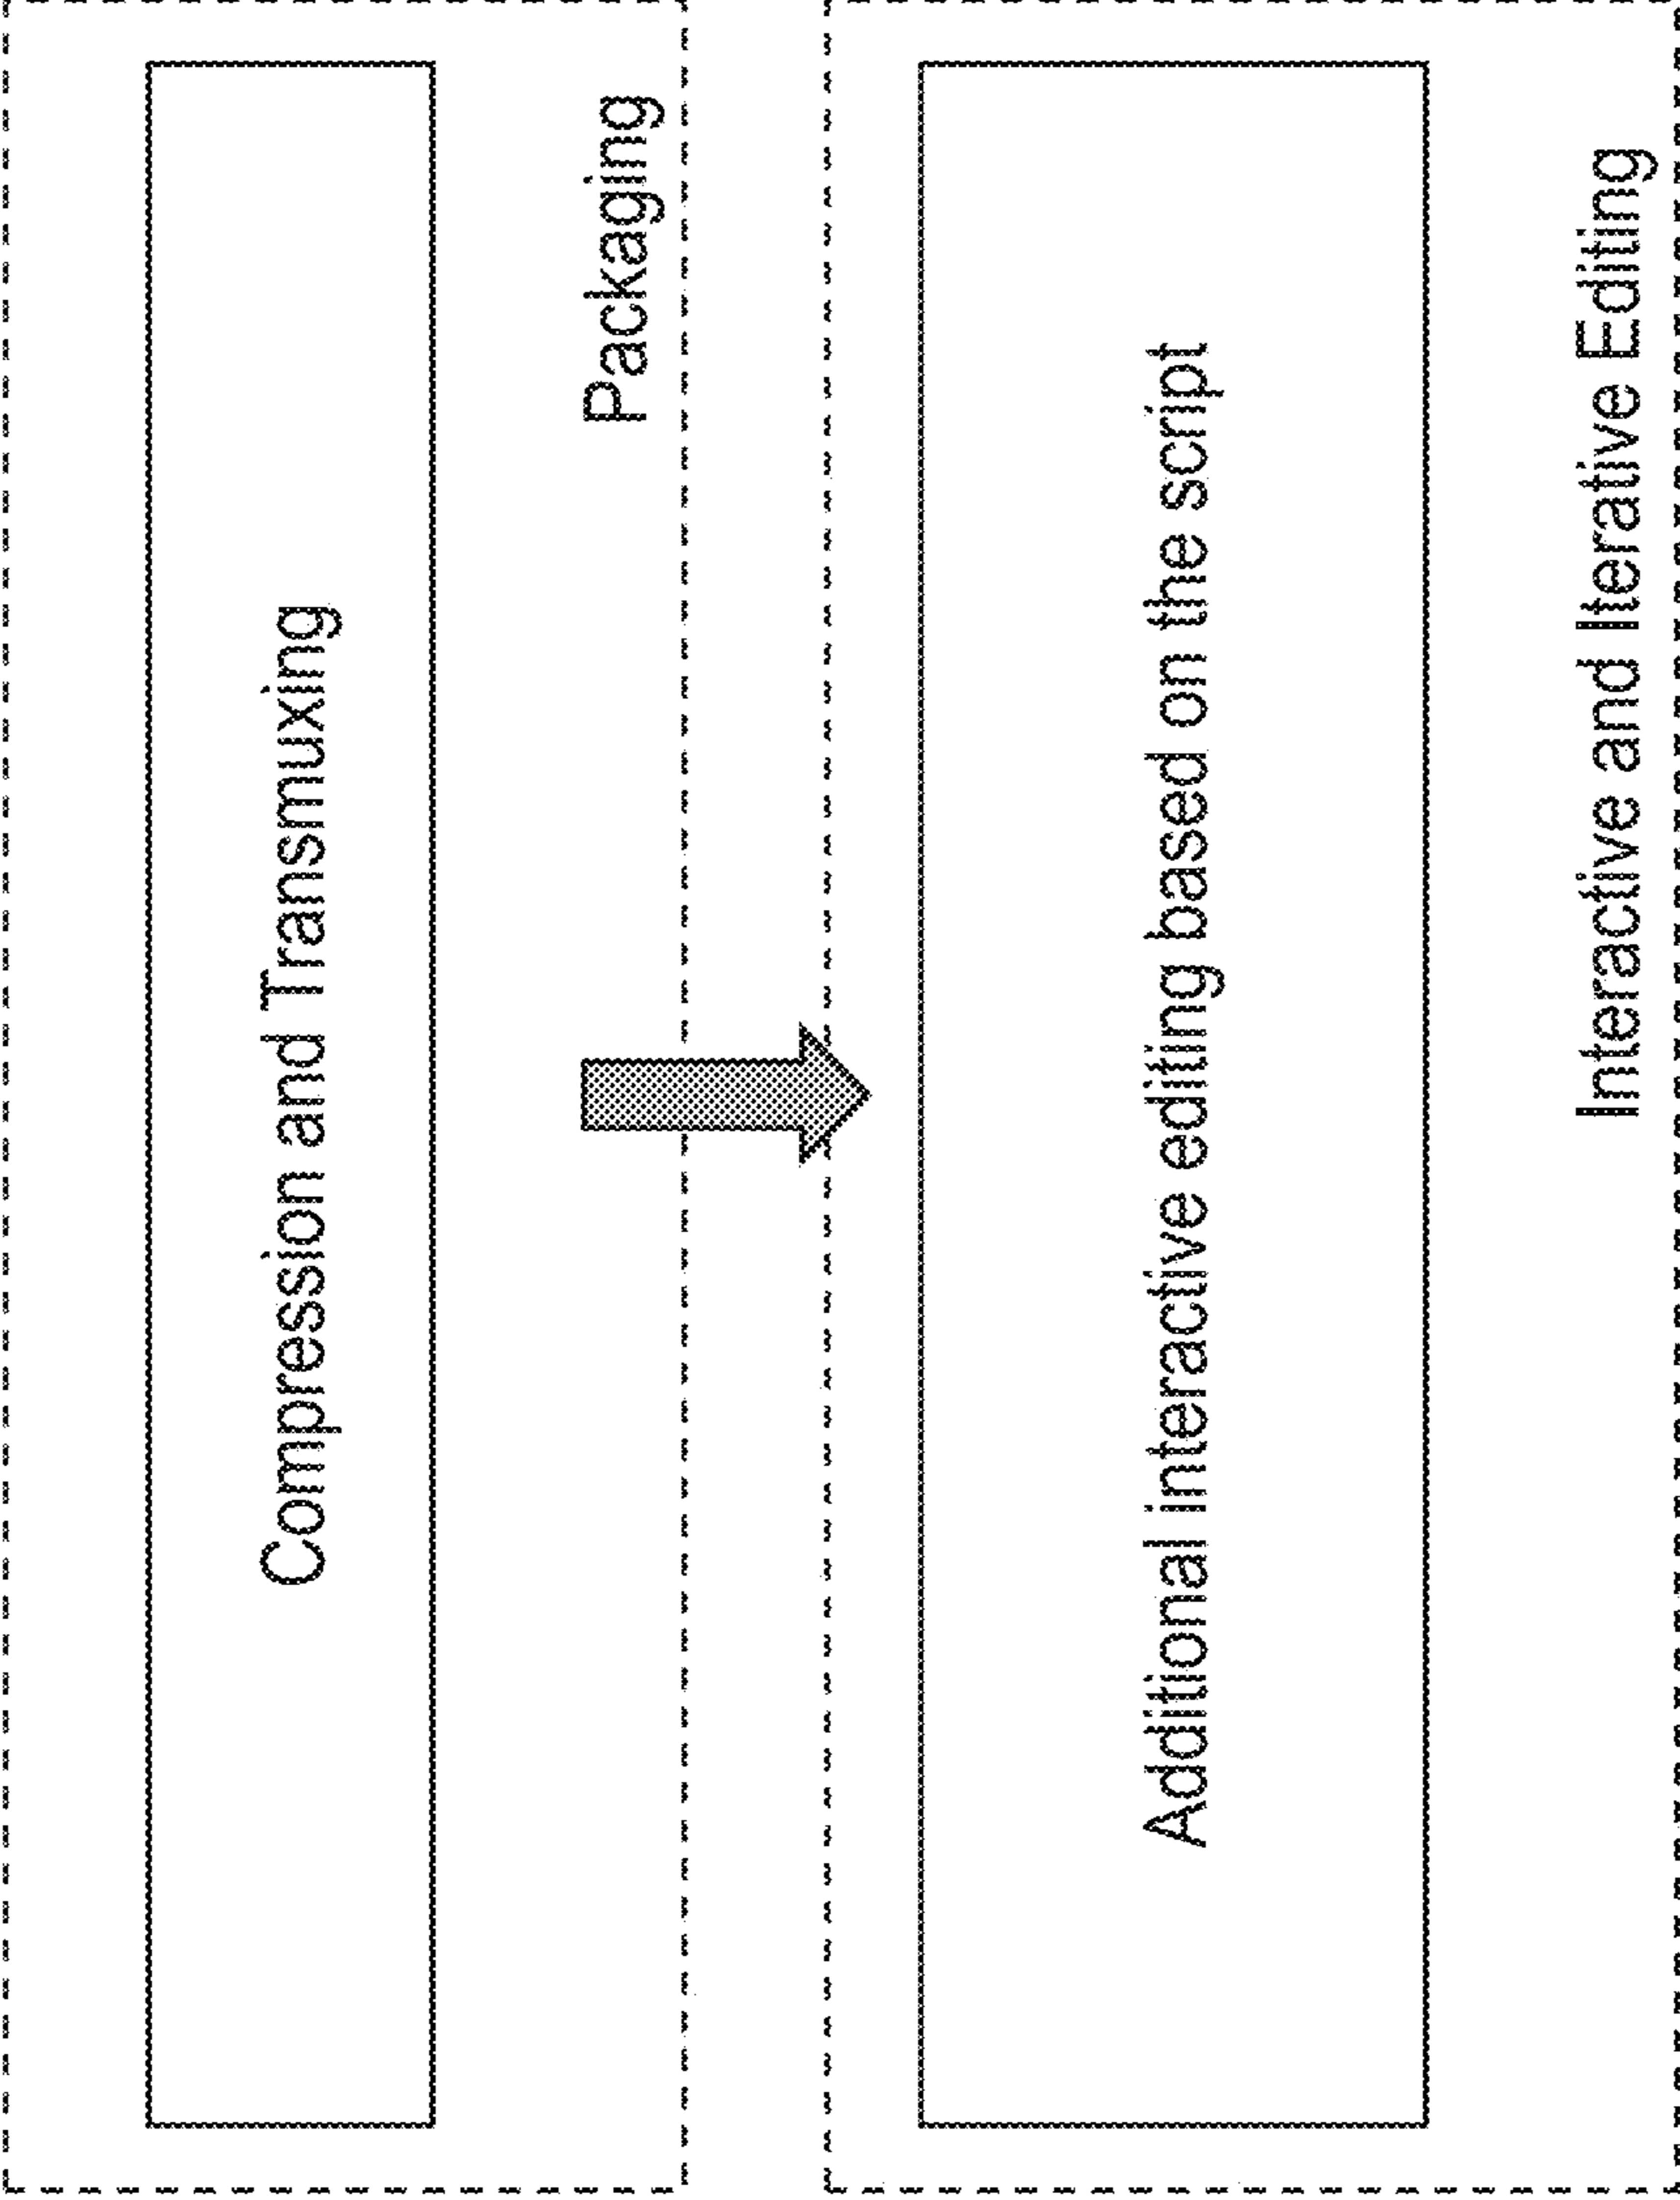 Compression and Transmuxing
Packaging
Additional interactive editing based on the script
Interactive and Iterative Editing